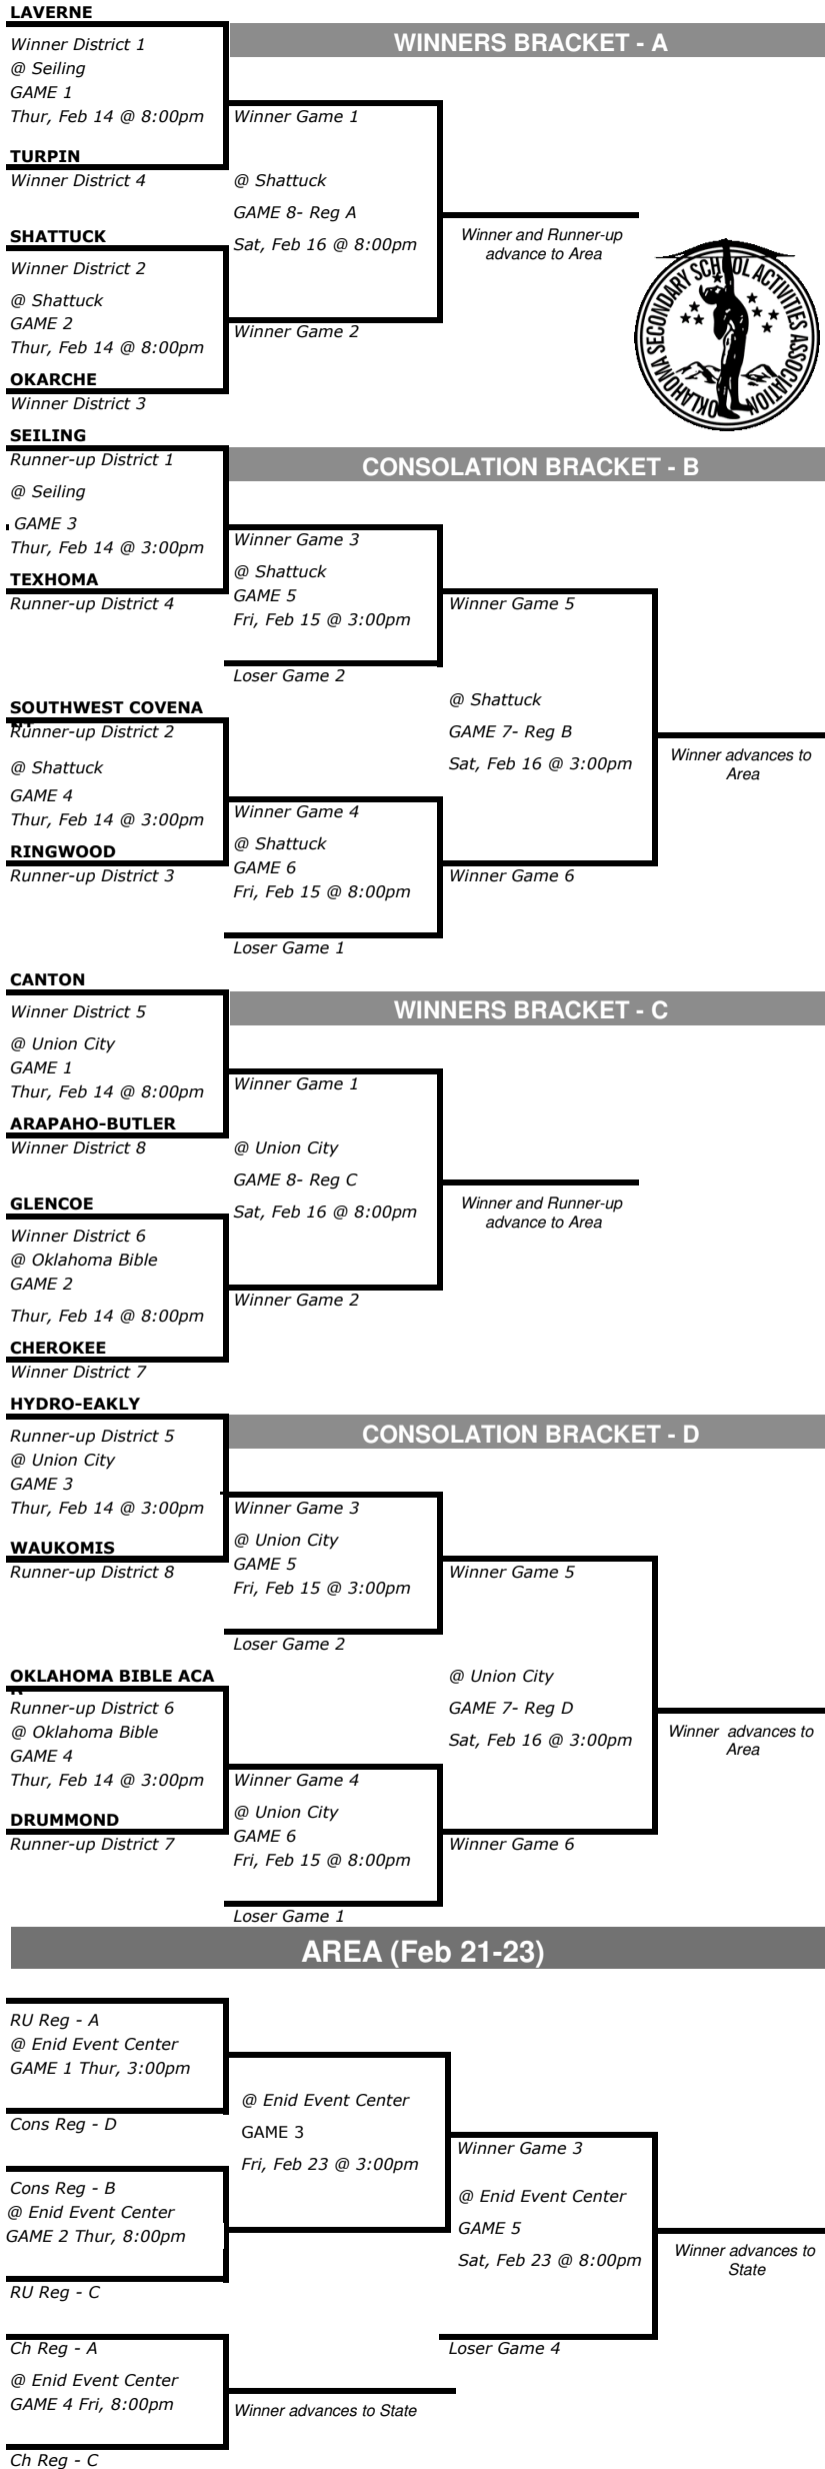 LAVERNE
WINNERS BRACKET - A
Winner District 1
@ Seiling
GAME 1
Thur, Feb 14 @ 8:00pm
Winner Game 1
TURPIN
Winner District 4
@ Shattuck
GAME 8- Reg A
Sat, Feb 16 @ 8:00pm
Winner and Runner-up
advance to Area
SHATTUCK
Winner District 2
@ Shattuck
GAME 2
Thur, Feb 14 @ 8:00pm
Winner Game 2
OKARCHE
Winner District 3
OKLAHOMA SECONDARY SCHOOL ACTIVITIES ASSOCIATION
SEILING
Runner-up District 1
CONSOLATION BRACKET - B
@ Seiling
GAME 3
Thur, Feb 14 @ 3:00pm
Winner Game 3
TEXHOMA
Runner-up District 4
@ Shattuck
GAME 5
Fri, Feb 15 @ 3:00pm
Winner Game 5
Loser Game 2
SOUTHWEST COVENA
Runner-up District 2
@ Shattuck
GAME 7- Reg B
Sat, Feb 16 @ 3:00pm
Winner advances to
Area
@ Shattuck
GAME 4
Thur, Feb 14 @ 3:00pm
Winner Game 4
RINGWOOD
Runner-up District 3
@ Shattuck
GAME 6
Fri, Feb 15 @ 8:00pm
Winner Game 6
Loser Game 1
CANTON
WINNERS BRACKET - C
Winner District 5
@ Union City
GAME 1
Thur, Feb 14 @ 8:00pm
Winner Game 1
ARAPAHO-BUTLER
Winner District 8
@ Union City
GAME 8- Reg C
Sat, Feb 16 @ 8:00pm
Winner and Runner-up
advance to Area
GLENCOE
Winner District 6
@ Oklahoma Bible
GAME 2
Thur, Feb 14 @ 8:00pm
Winner Game 2
CHEROKEE
Winner District 7
HYDRO-EAKLY
CONSOLATION BRACKET - D
Runner-up District 5
@ Union City
GAME 3
Thur, Feb 14 @ 3:00pm
Winner Game 3
WAUKOMIS
Runner-up District 8
@ Union City
GAME 5
Fri, Feb 15 @ 3:00pm
Winner Game 5
Loser Game 2
OKLAHOMA BIBLE ACA
Runner-up District 6
@ Oklahoma Bible
GAME 4
Thur, Feb 14 @ 3:00pm
@ Union City
GAME 7- Reg D
Sat, Feb 16 @ 3:00pm
Winner advances to
Area
Winner Game 4
DRUMMOND
Runner-up District 7
@ Union City
GAME 6
Fri, Feb 15 @ 8:00pm
Winner Game 6
Loser Game 1
AREA (Feb 21-23)
RU Reg - A
@ Enid Event Center
GAME 1 Thur, 3:00pm
Cons Reg - D
@ Enid Event Center
GAME 3
Fri, Feb 23 @ 3:00pm
Winner Game 3
Cons Reg - B
@ Enid Event Center
GAME 2 Thur, 8:00pm
RU Reg - C
@ Enid Event Center
GAME 5
Sat, Feb 23 @ 8:00pm
Winner advances to
State
Loser Game 4
Ch Reg - A
@ Enid Event Center
GAME 4 Fri, 8:00pm
Winner advances to State
Ch Reg - C